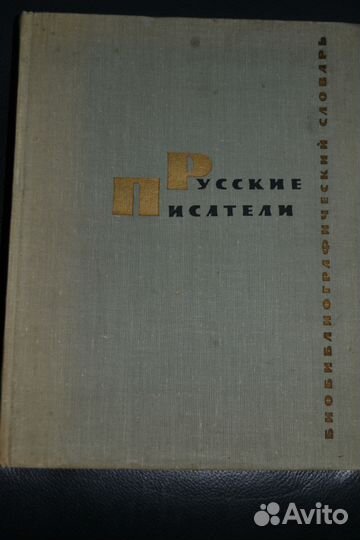 Русские
Писатели
Биобиблиографический словарь
Avito